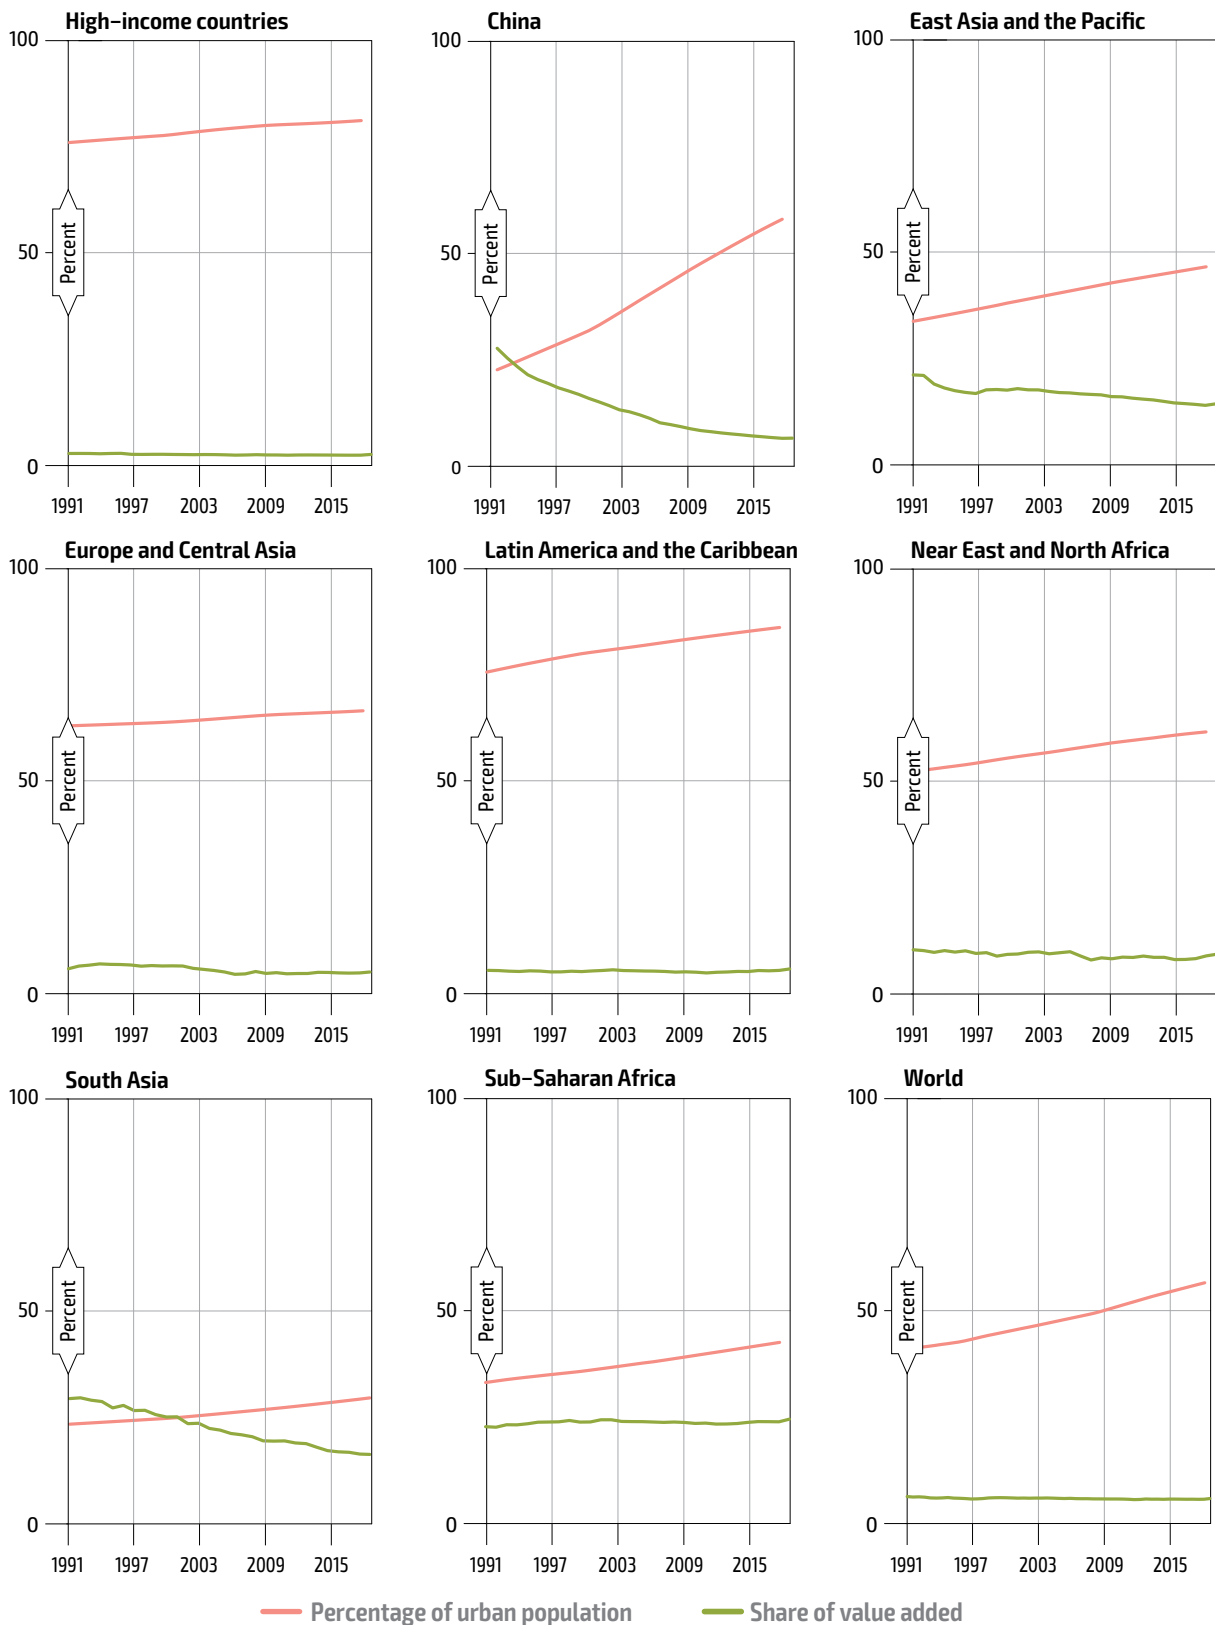 High-income countries
100
Percent
50
0
1991 1997 2003 2009 2015
China
100
Percent
50
0
1991 1997 2003 2009 2015
East Asia and the Pacific
100
Percent
50
0
1991 1997 2003 2009 2015
Europe and Central Asia
100
Percent
50
0
1991 1997 2003 2009 2015
Latin America and the Caribbean
100
Percent
50
0
1991 1997 2003 2009 2015
Near East and North Africa
100
Percent
50
0
1991 1997 2003 2009 2015
South Asia
100
Percent
50
0
1991 1997 2003 2009 2015
Sub-Saharan Africa
100
Percent
50
0
1991 1997 2003 2009 2015
World
100
Percent
50
0
1991 1997 2003 2009 2015
Percentage of urban population
Share of value added